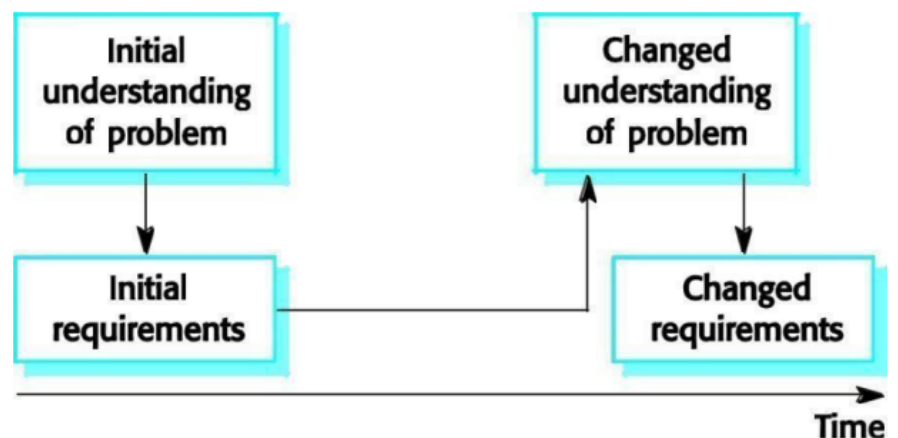 Initial
understanding
of problem
Changed
understanding
of problem
Initial
requirements
Changed
requirements
Time